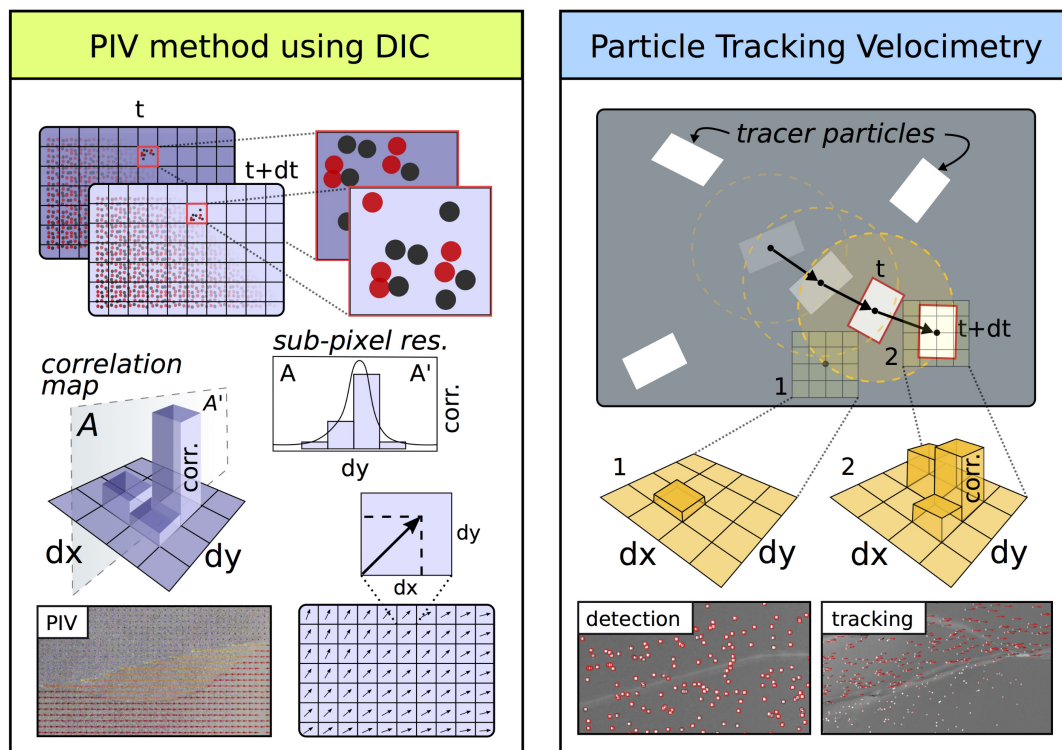 PIV method using DIC
t
t+dt
correlation
map
A
A'
corr.
dx
dy
sub-pixel res.
A
A'
corr.
dy
dy
dx
PIV
Particle Tracking Velocimetry
tracer particles
t
t+dt
1
2
1
dx
dy
2
corr.
dx
dy
detection
tracking